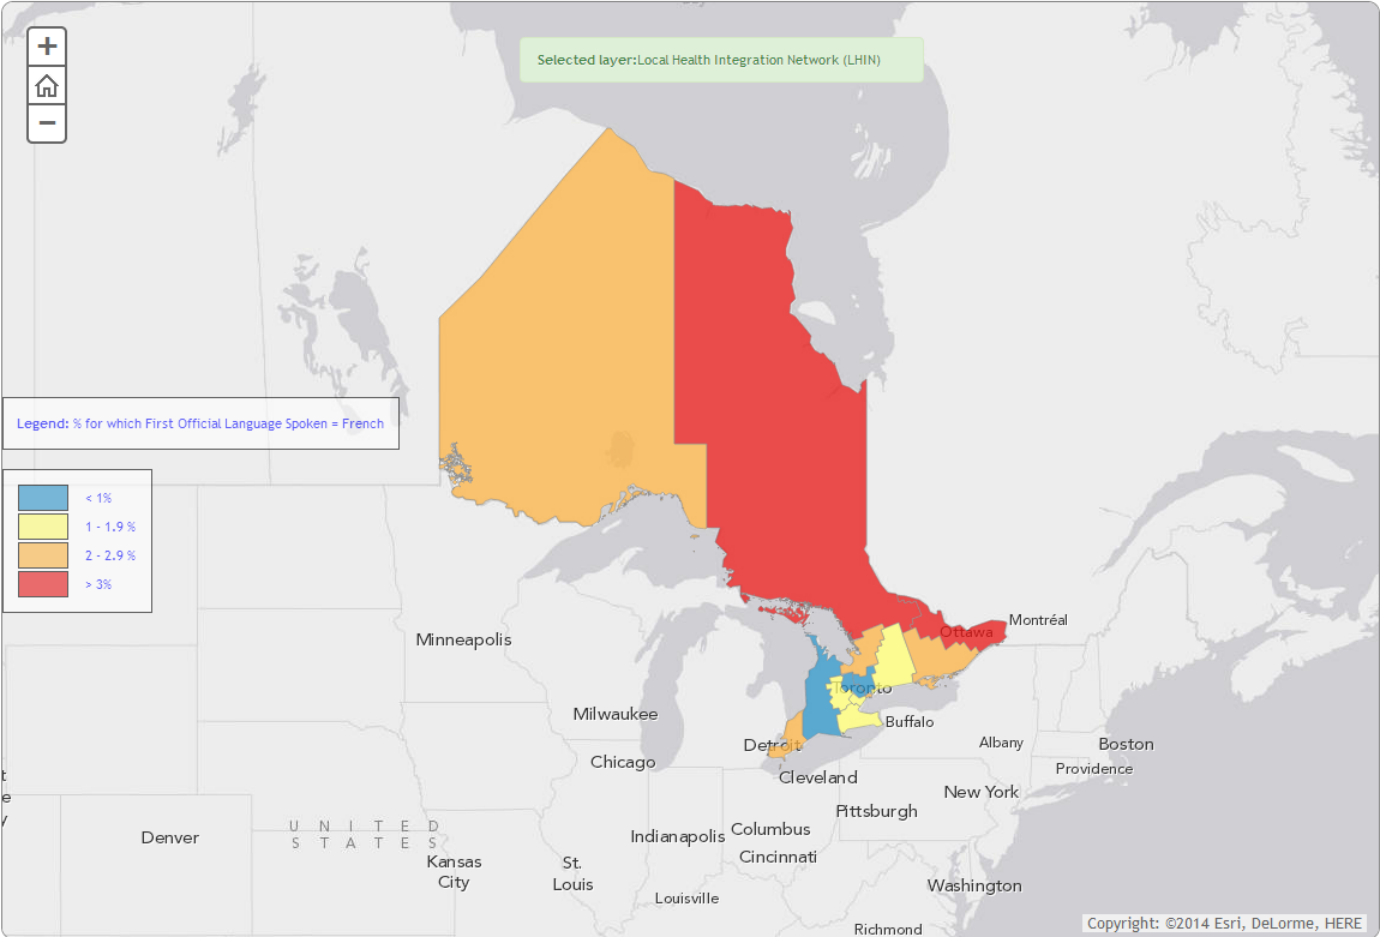 +
−
Selected layer:Local Health Integration Network (LHIN)
Legend: % for which First Official Language Spoken = French
< 1%
1 - 1.9 %
2 - 2.9 %
> 3%
Montréal
Ottawa
Minneapolis
Toronto
Milwaukee
Buffalo
Detroit
Albany
Boston
Chicago
Providence
Cleveland
New York
Pittsburgh
UNITED
STATES
Denver
Indianapolis
Columbus
Cincinnati
Kansas
City
St.
Louis
Louisville
Washington
Richmond
Copyright: ©2014 Esri, DeLorme, HERE